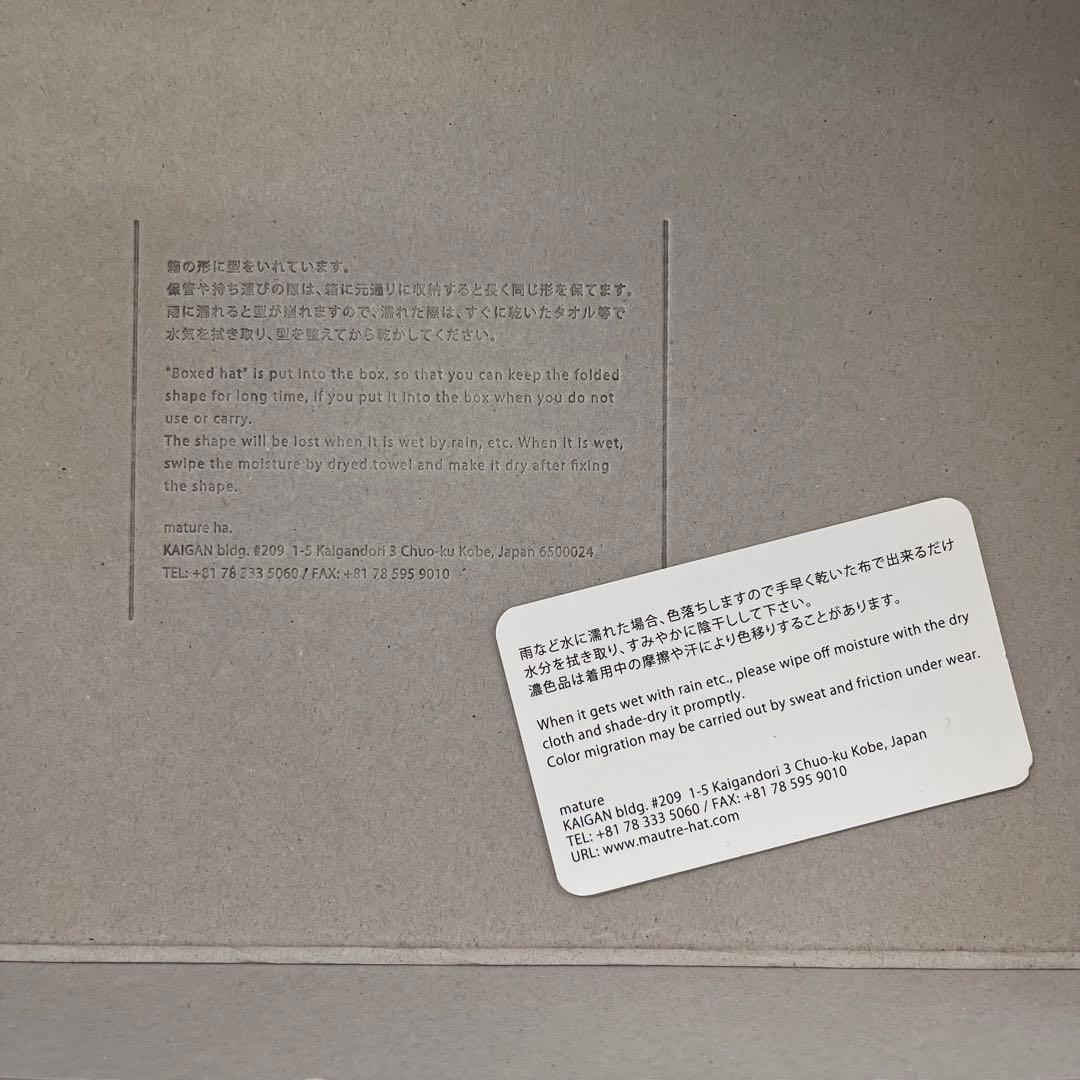 箱の形に型をいれています。
保管や持ち運びの際は、箱に元通りに収納すると長く同じ形を保てます。
雨に濡れると型が崩れますので、濡れた際は、すぐに乾いたタオル等で
水気を拭き取り、型を整えてから乾かしてください。
"Boxed hat" is put into the box, so that you can keep the folded
shape for long time, if you put it into the box when you do not
use or carry.
The shape will be lost when it is wet by rain, etc. When it is wet,
swipe the moisture by dryed towel and make it dry after fixing
the shape.
mature ha.
KAIGAN bldg. #209 1-5 Kaigandori 3 Chuo-ku Kobe, Japan 6500024
TEL: +81 78 333 5060 / FAX: +81 78 595 9010
雨など水に濡れた場合、色落ちしますので手早く乾いた布で出来るだけ
水分を拭き取り、すみやかに陰干しして下さい。
濃色品は着用中の摩擦や汗により色移りすることがあります。
When it gets wet with rain etc., please wipe off moisture with the dry
cloth and shade-dry it promptly.
Color migration may be carried out by sweat and friction under wear.
mature
KAIGAN bldg. #209 1-5 Kaigandori 3 Chuo-ku Kobe, Japan
TEL: +81 78 333 5060 / FAX: +81 78 595 9010
URL: www.mautre-hat.com